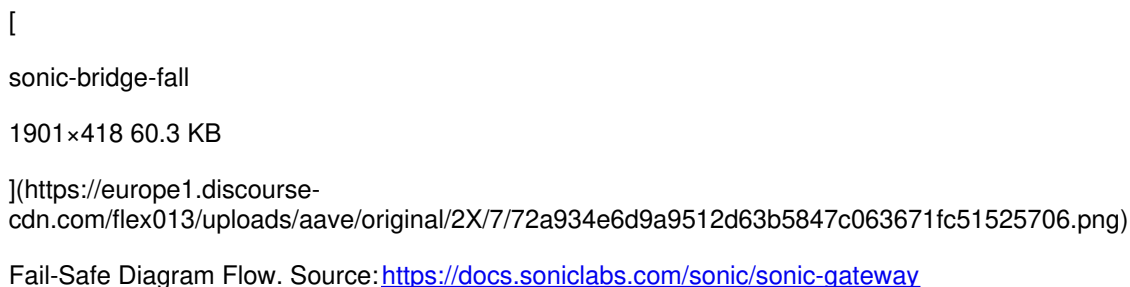 [
sonic-bridge-fall
1901×418 60.3 KB
](https://europe1.discourse-
cdn.com/flex013/uploads/aave/original/2X/7/72a934e6d9a9512d63b5847c063671fc51525706.png)
Fail-Safe Diagram Flow. Source: https://docs.soniclabs.com/sonic/sonic-gateway